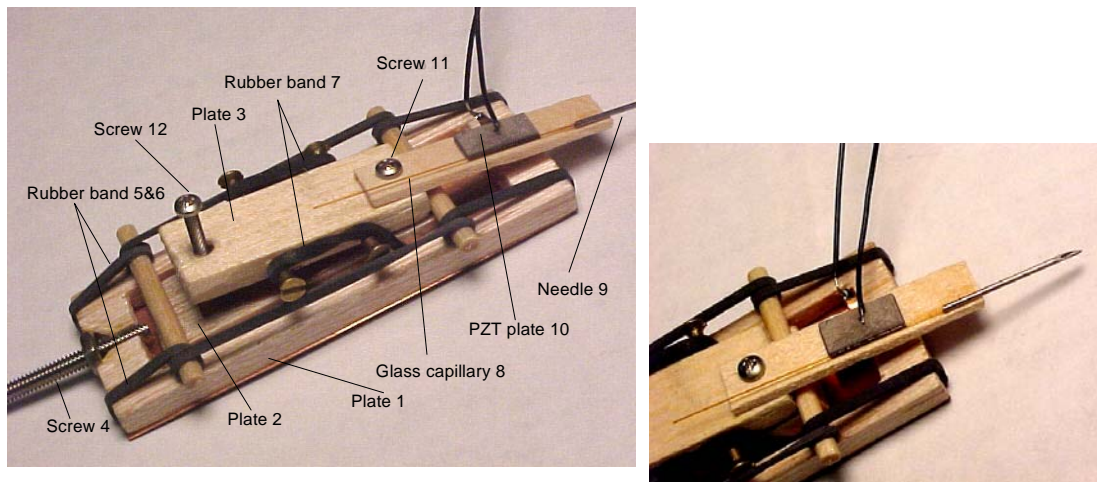 Screw 11
Rubber band 7
Plate 3
Screw 12
Rubber band 5&6
Needle 9
PZT plate 10
Glass capillary 8
Plate 1
Plate 2
Screw 4